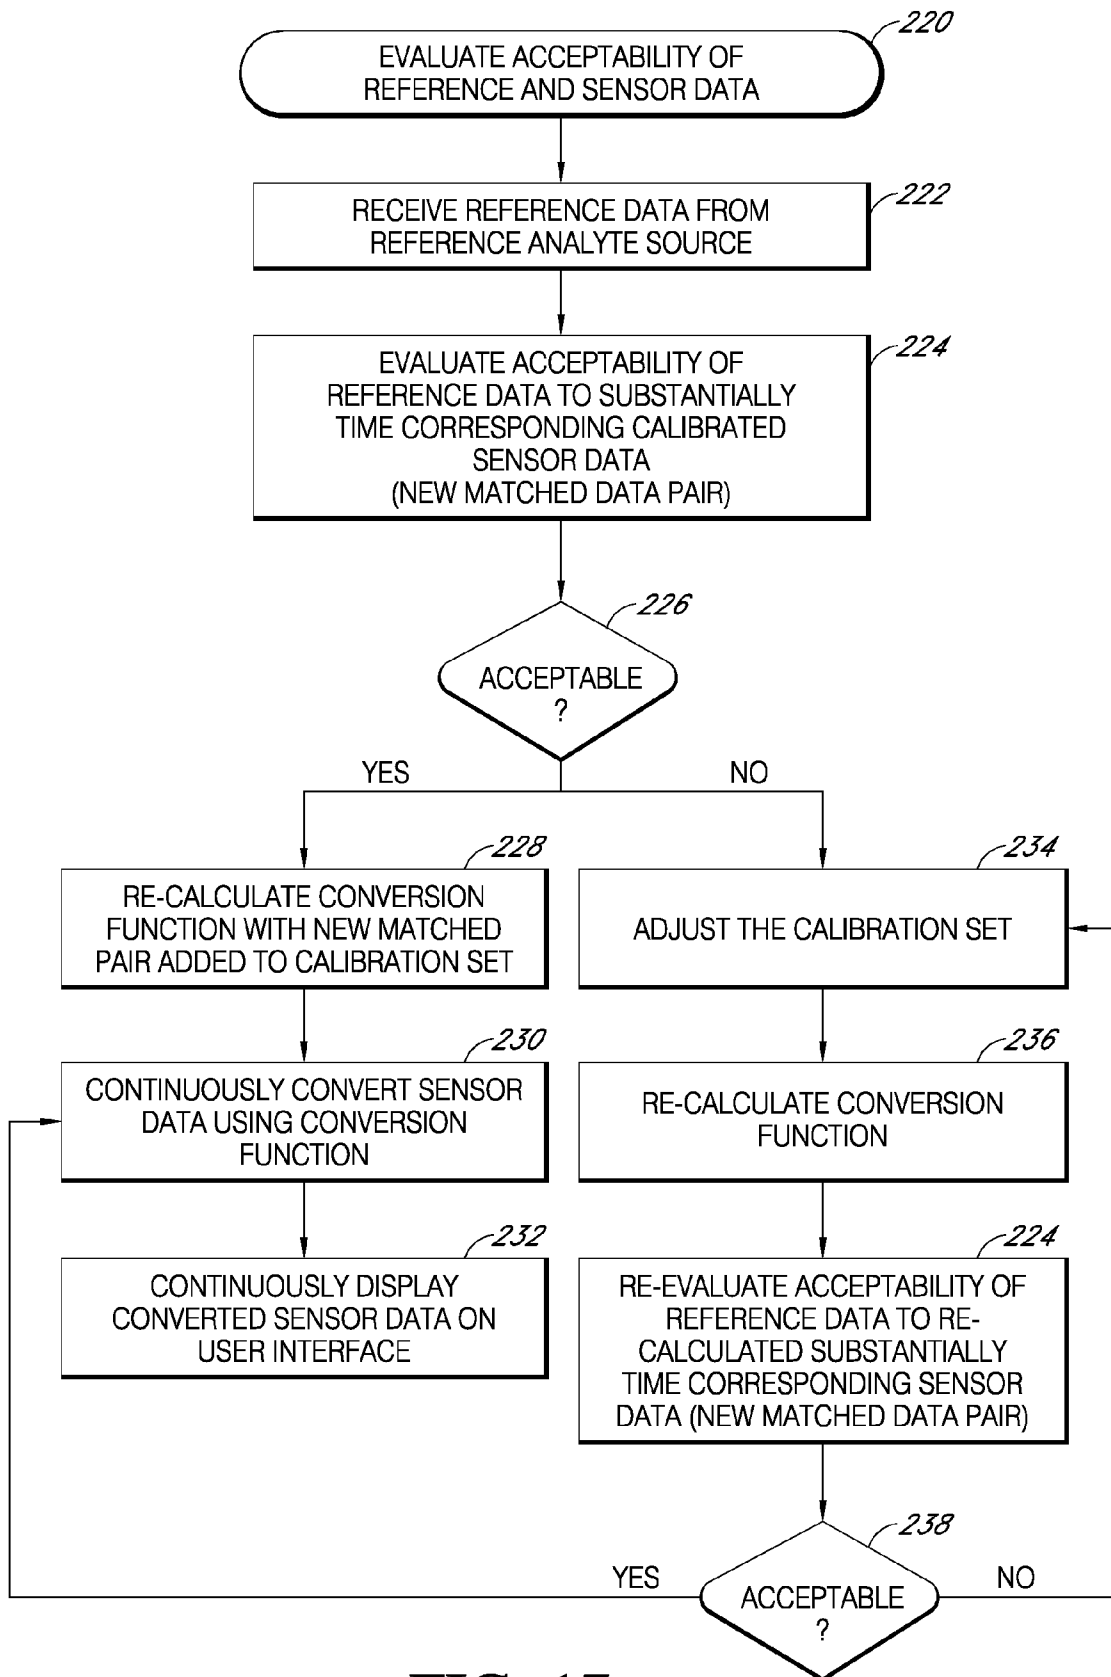 220
EVALUATE ACCEPTABILITY OF
REFERENCE AND SENSOR DATA
222
RECEIVE REFERENCE DATA FROM
REFERENCE ANALYTE SOURCE
224
EVALUATE ACCEPTABILITY OF
REFERENCE DATA TO SUBSTANTIALLY
TIME CORRESPONDING CALIBRATED
SENSOR DATA
(NEW MATCHED DATA PAIR)
226
ACCEPTABLE
?
YES
NO
228
RE-CALCULATE CONVERSION
FUNCTION WITH NEW MATCHED
PAIR ADDED TO CALIBRATION SET
234
ADJUST THE CALIBRATION SET
230
CONTINUOUSLY CONVERT SENSOR
DATA USING CONVERSION
FUNCTION
236
RE-CALCULATE CONVERSION
FUNCTION
232
CONTINUOUSLY DISPLAY
CONVERTED SENSOR DATA ON
USER INTERFACE
224
RE-EVALUATE ACCEPTABILITY OF
REFERENCE DATA TO RE-
CALCULATED SUBSTANTIALLY
TIME CORRESPONDING SENSOR
DATA (NEW MATCHED DATA PAIR)
238
YES
ACCEPTABLE
?
NO